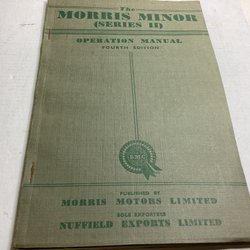 The
MORRIS MINOR
(SERIES II)
OPERATION MANUAL
FOURTH EDITION
B.M.C
PUBLISHED BY
MORRIS MOTORS LIMITED
SOLE EXPORTERS
NUFFIELD EXPORTS LIMITED